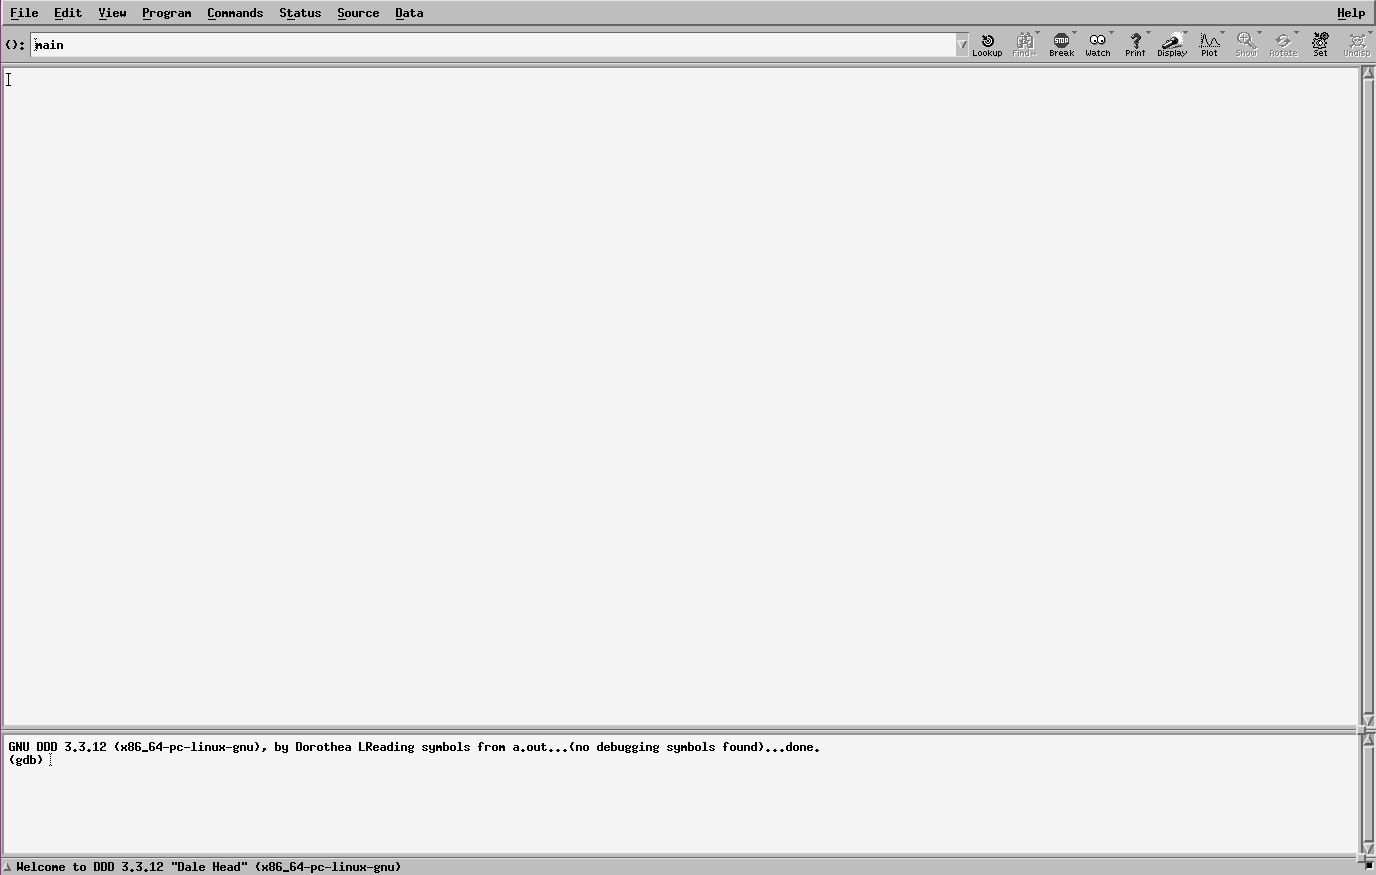 File Edit View Program Commands Status Source Data Help
(): main
Lookup Find>> Break Watch Print Display Plot Show Rotate Set Undisp
GNU DDD 3.3.12 (x86_64-pc-linux-gnu), by Dorothea LReading symbols from a.out...(no debugging symbols found)...done.
(gdb)
Welcome to DDD 3.3.12 "Dale Head" (x86_64-pc-linux-gnu)